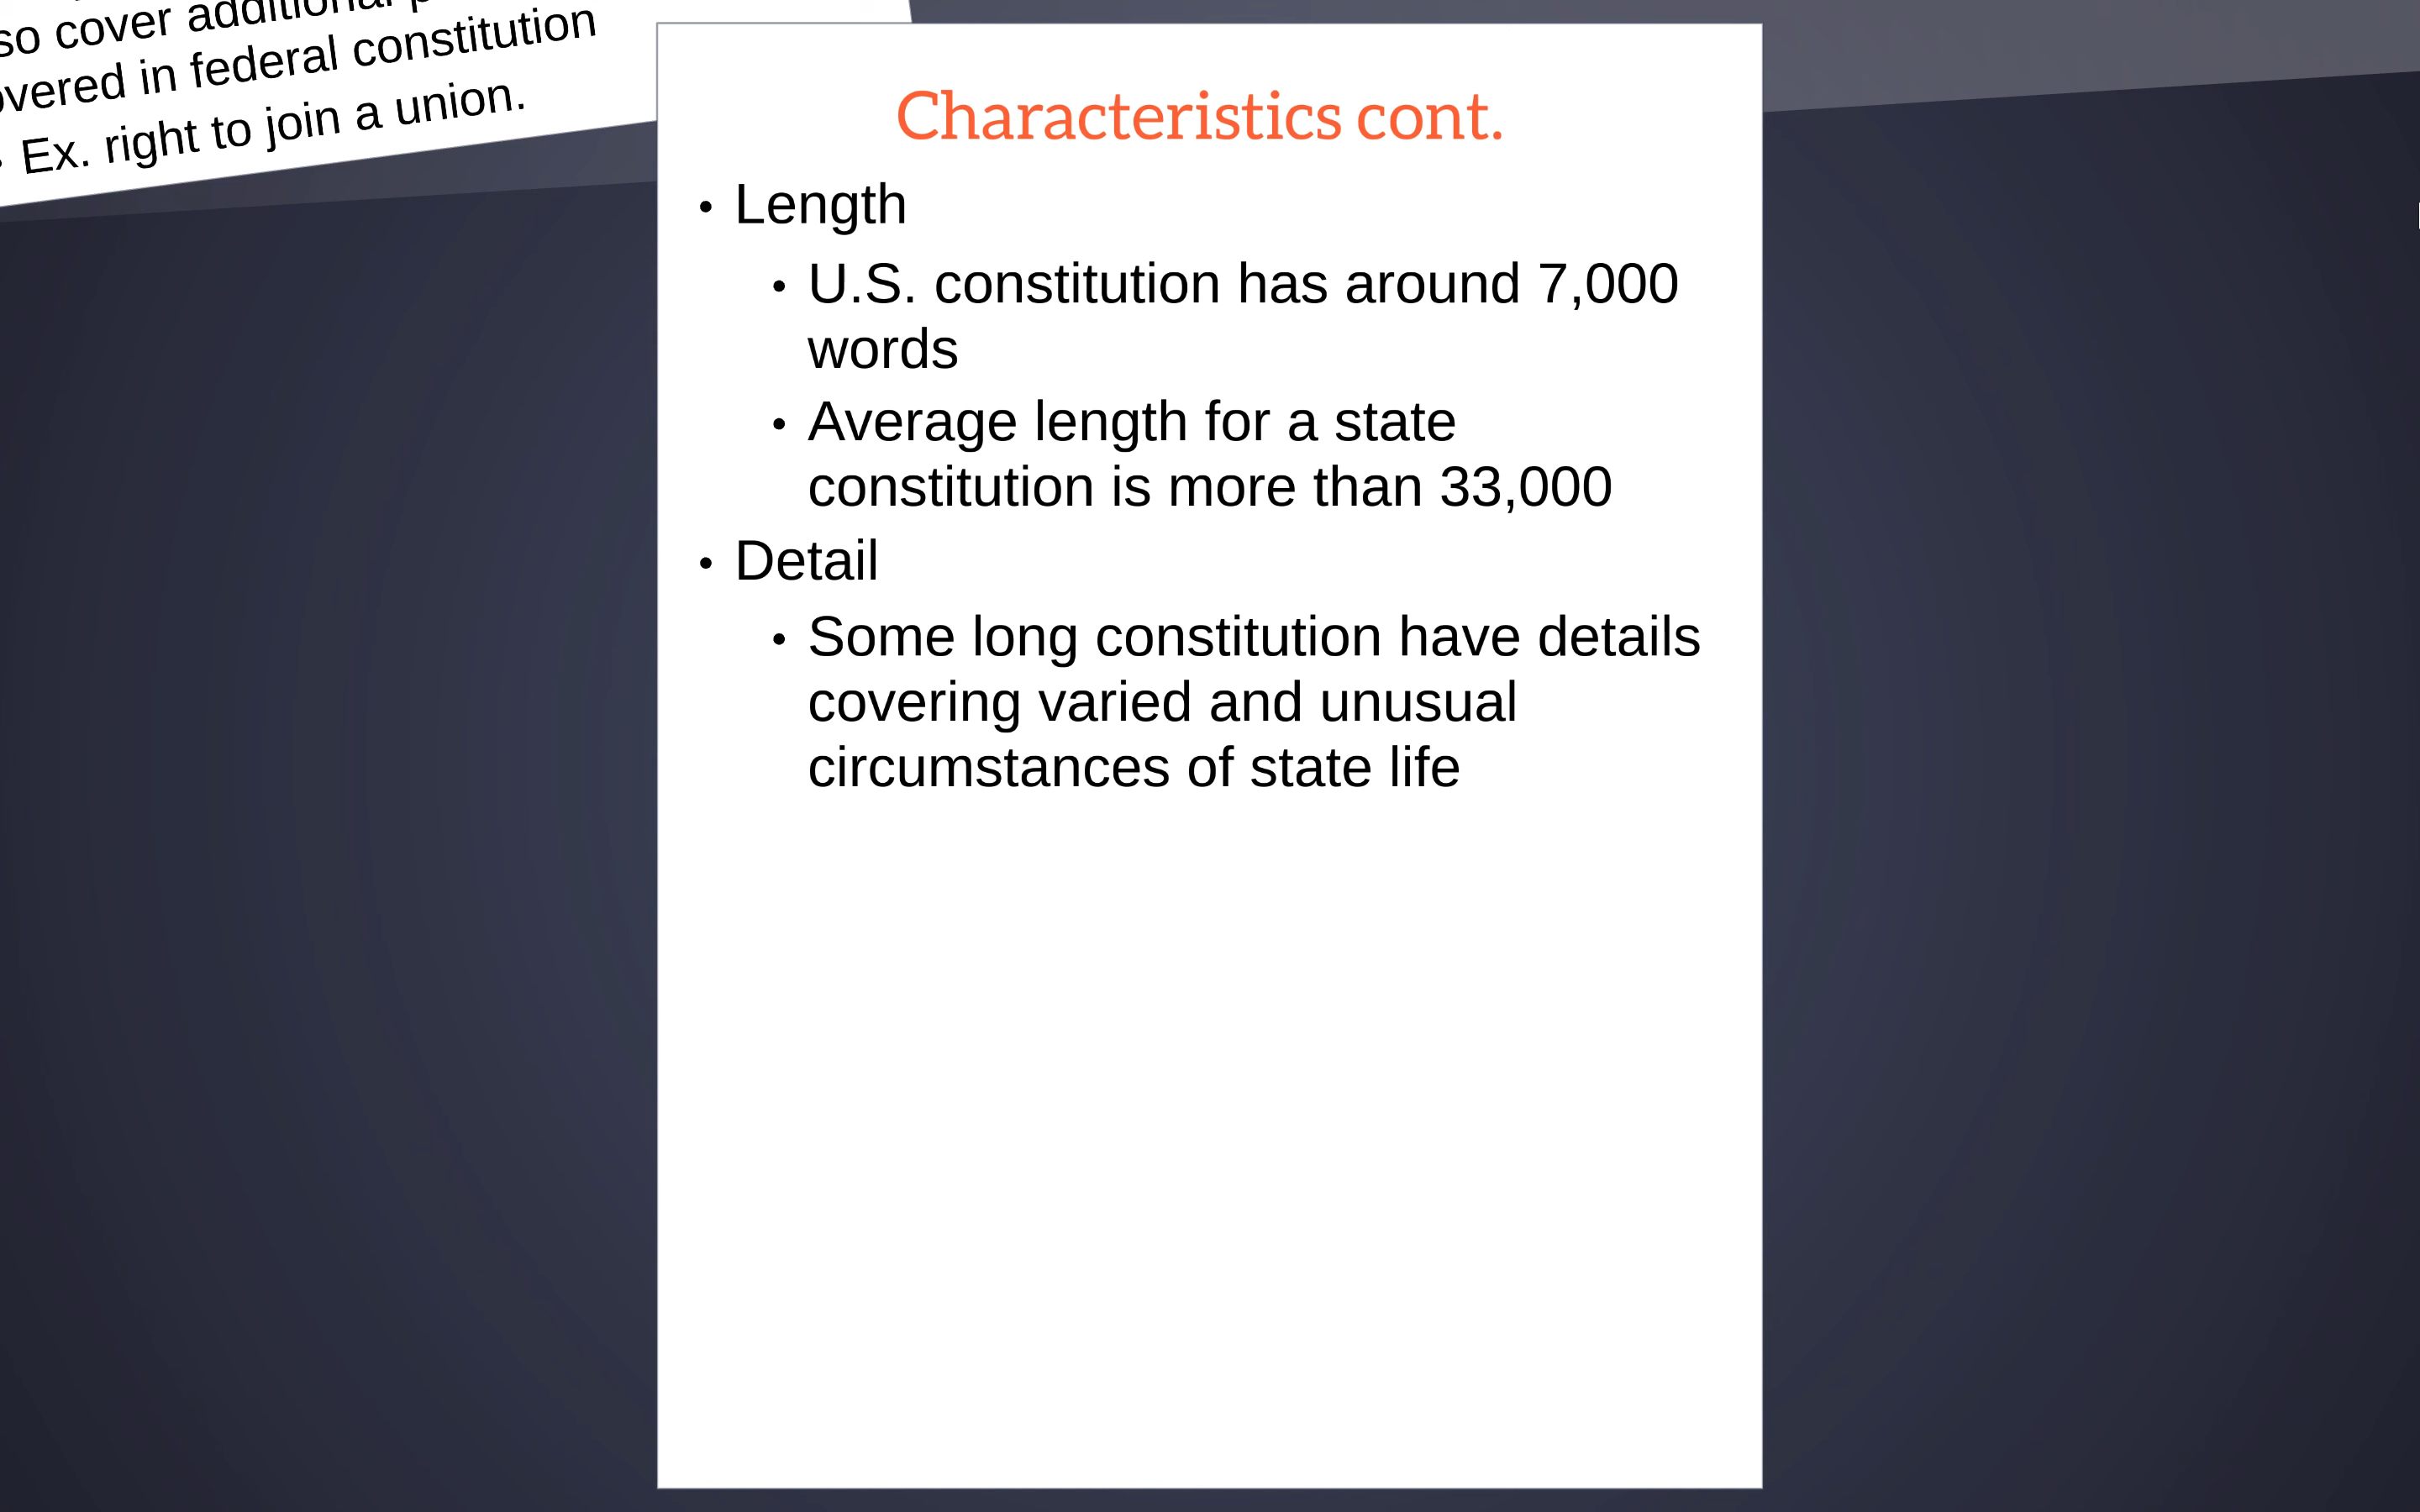 so cover additional
overed in federal constitution
• Ex. right to join a union.
Characteristics cont.
• Length
• U.S. constitution has around 7,000
words
• Average length for a state
constitution is more than 33,000
• Detail
• Some long constitution have details
covering varied and unusual
circumstances of state life